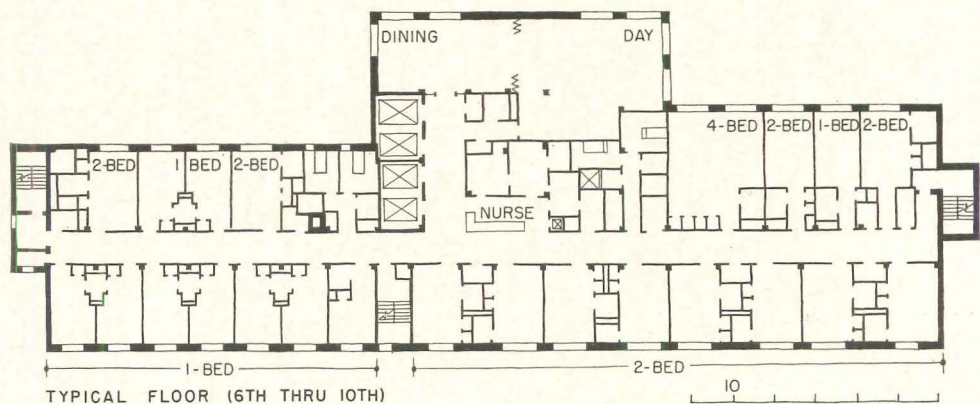 DINING
DAY
4-BED
2-BED
1-BED
2-BED
2-BED
1 BED
2-BED
NURSE
1-BED
2-BED
TYPICAL FLOOR (6TH THRU 10TH)
10